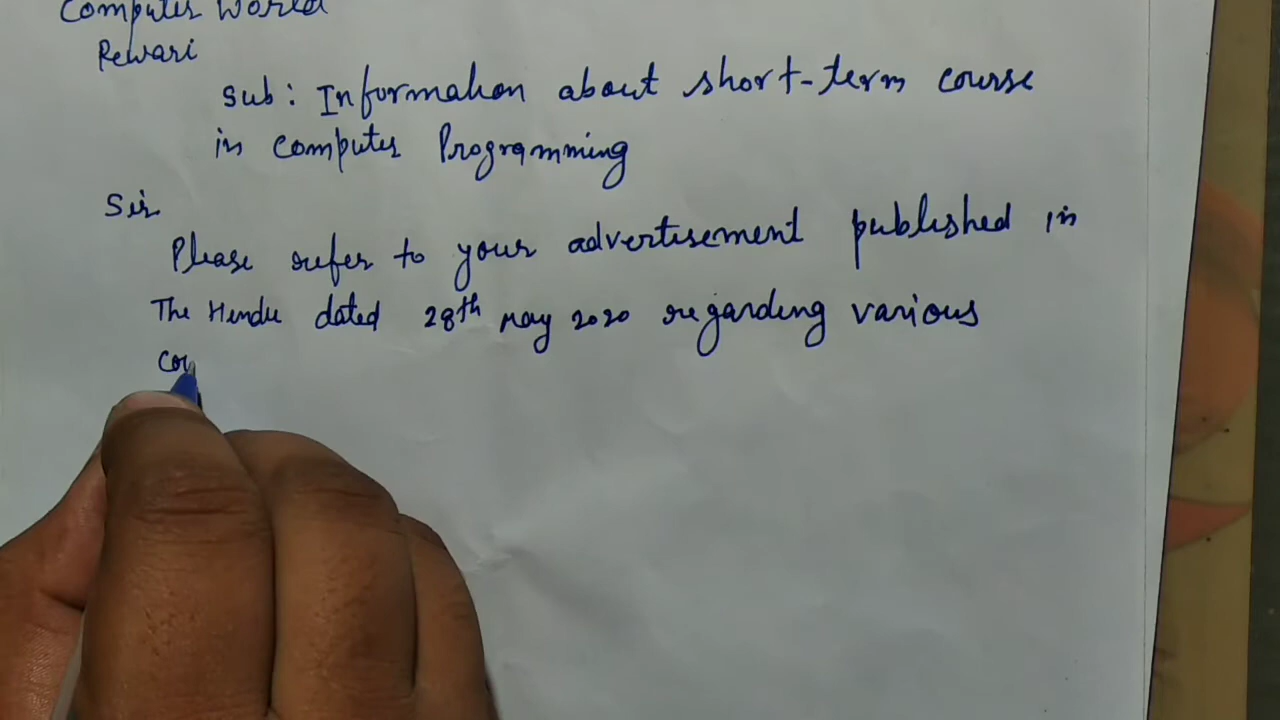 Computer World
Rewari
Sub: Information about short-term course
in Computer Programming
Sir
Please refer to your advertisement published in
The Hindu dated 28th May 2020 regarding various
cou